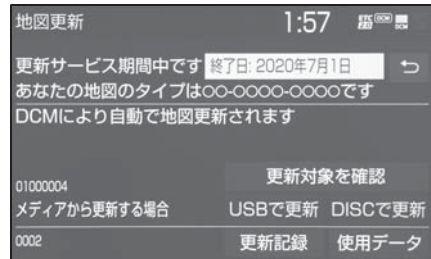 地図更新 1:57 ETC DCM
更新サービス期間中です 終了日: 2020年7月1日
あなたの地図のタイプは○○-○○○○-○○○○です
DCMにより自動で地図更新されます
更新対象を確認
01000004
メディアから更新する場合 USBで更新 DISCで更新
0002 更新記録 使用データ